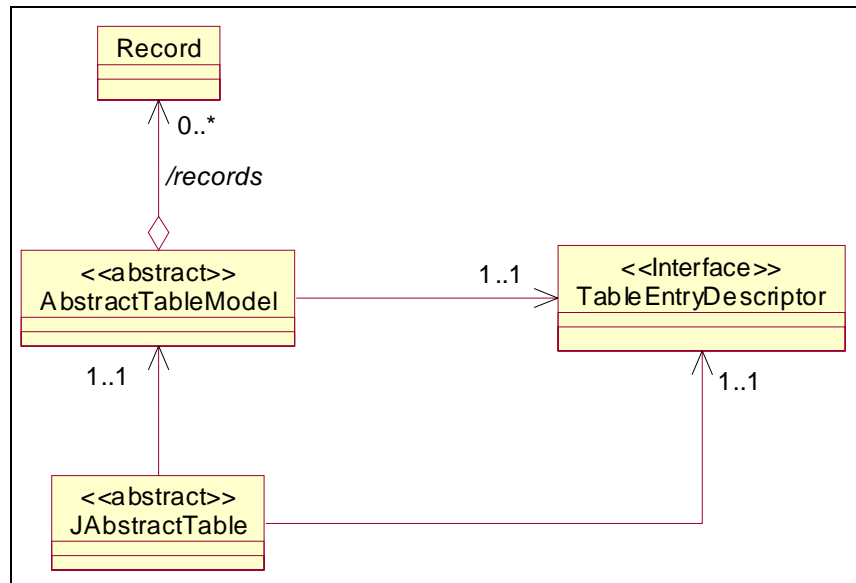 Record
0..*
/records
<<abstract>>
AbstractTableModel
1..1
<<Interface>>
TableEntryDescriptor
1..1
1..1
<<abstract>>
JAbstractTable